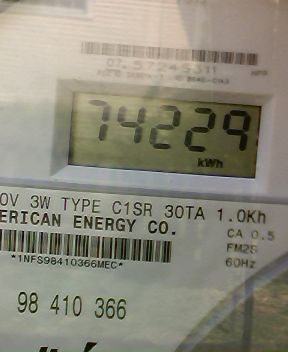 74229
kWh
0V 3W TYPE C1SR 30TA 1.0Kh
ERICAN ENERGY CO.
CA 0.5
FM2S
60Hz
*1NFS98410366MEC*
98 410 366